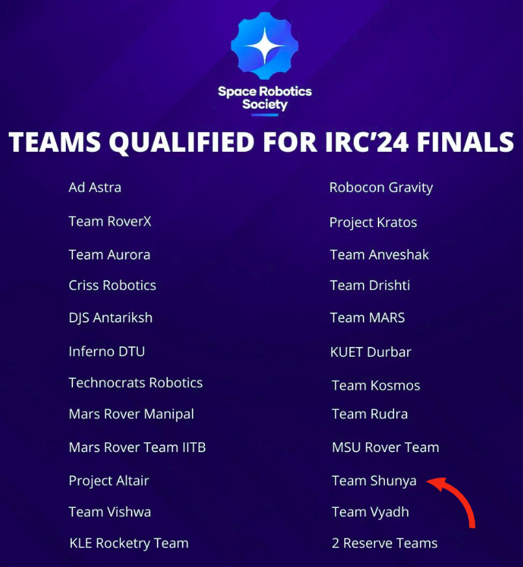 Space Robotics
Society
TEAMS QUALIFIED FOR IRC'24 FINALS
Ad Astra
Team RoverX
Team Aurora
Criss Robotics
DJS Antariksh
Inferno DTU
Technocrats Robotics
Mars Rover Manipal
Mars Rover Team IITB
Project Altair
Team Vishwa
KLE Rocketry Team
Robocon Gravity
Project Kratos
Team Anveshak
Team Drishti
Team MARS
KUET Durbar
Team Kosmos
Team Rudra
MSU Rover Team
Team Shunya
Team Vyadh
2 Reserve Teams